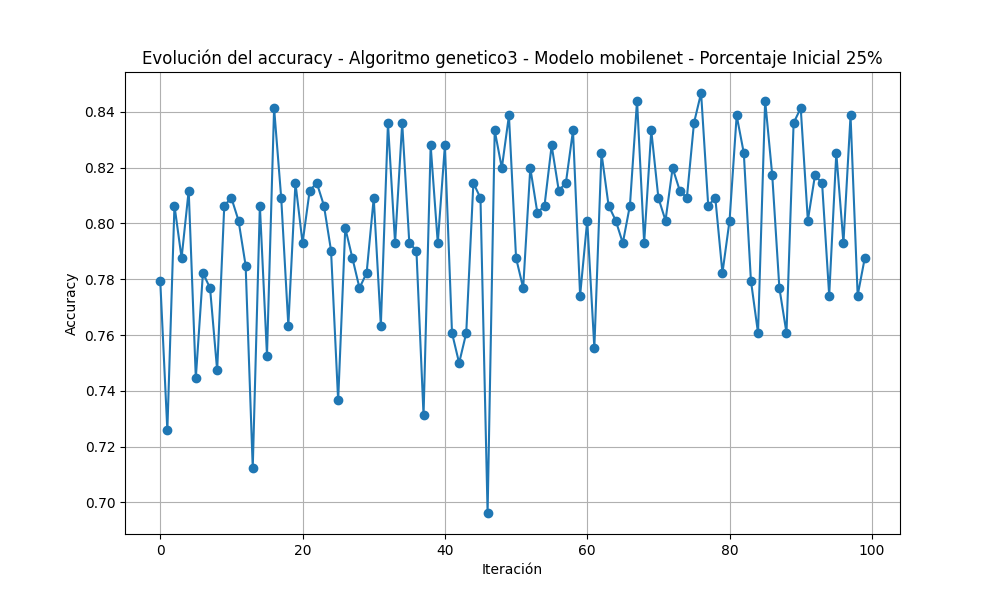 Evolución del accuracy - Algoritmo genetico3 - Modelo mobilenet - Porcentaje Inicial 25%
0.84
0.82
0.80
0.78
0.76
0.74
0.72
0.70
Accuracy
0 20 40 60 80 100
Iteración